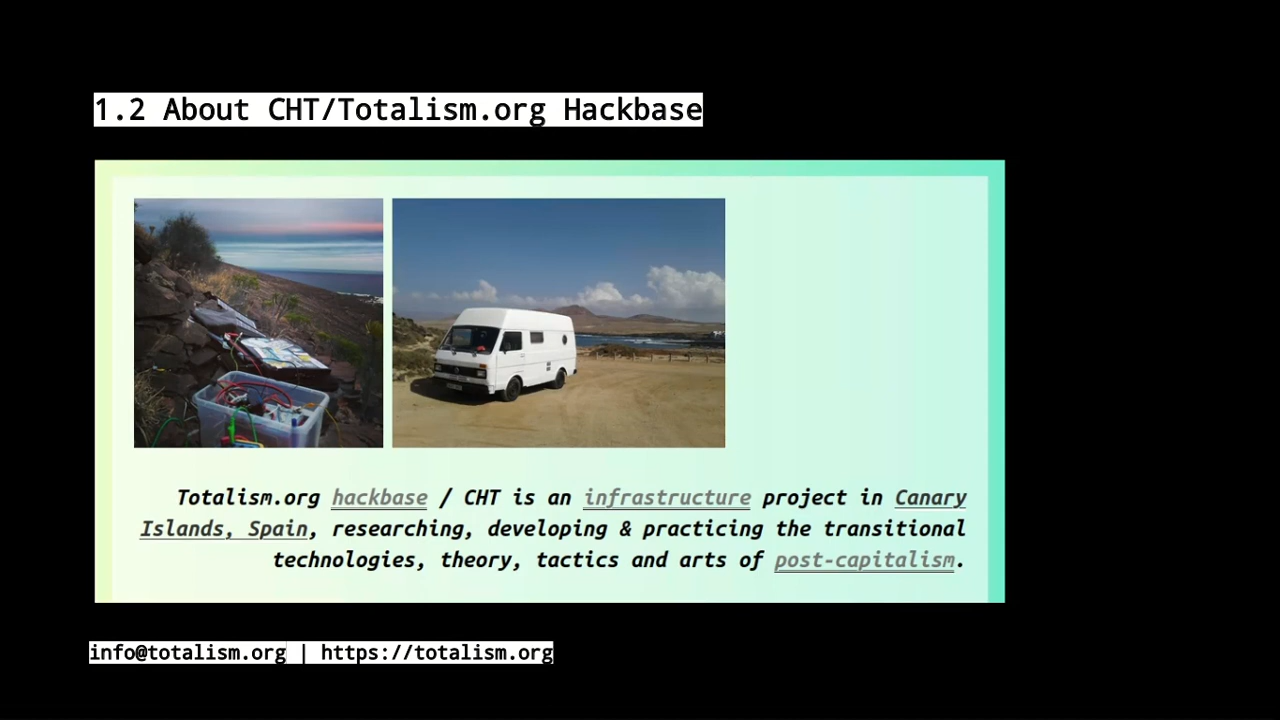 1.2 About CHT/Totalism.org Hackbase
Totalism.org hackbase / CHT is an infrastructure project in Canary
Islands, Spain, researching, developing & practicing the transitional
technologies, theory, tactics and arts of post-capitalism.
info@totalism.org | https://totalism.org